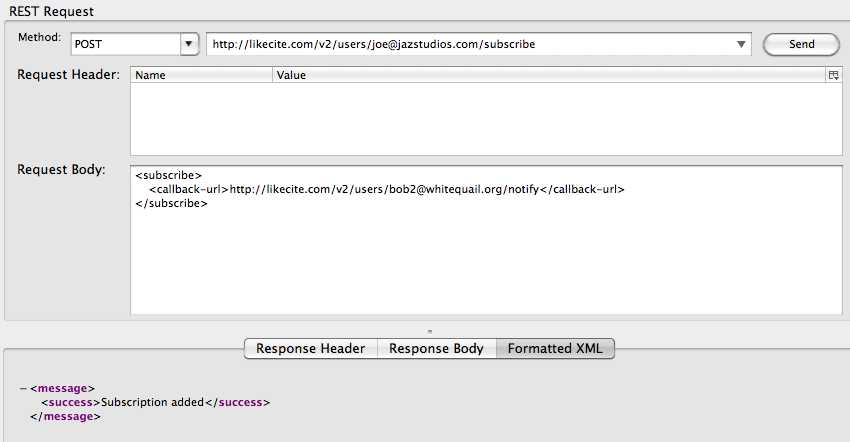 REST Request
Method: POST http://likecite.com/v2/users/joe@jazstudios.com/subscribe Send
Request Header: Name Value
Request Body:
<subscribe>
<callback-url>http://likecite.com/v2/users/bob2@whitequail.org/notify</callback-url>
</subscribe>
Response Header Response Body Formatted XML
− <message>
<success>Subscription added</success>
</message>